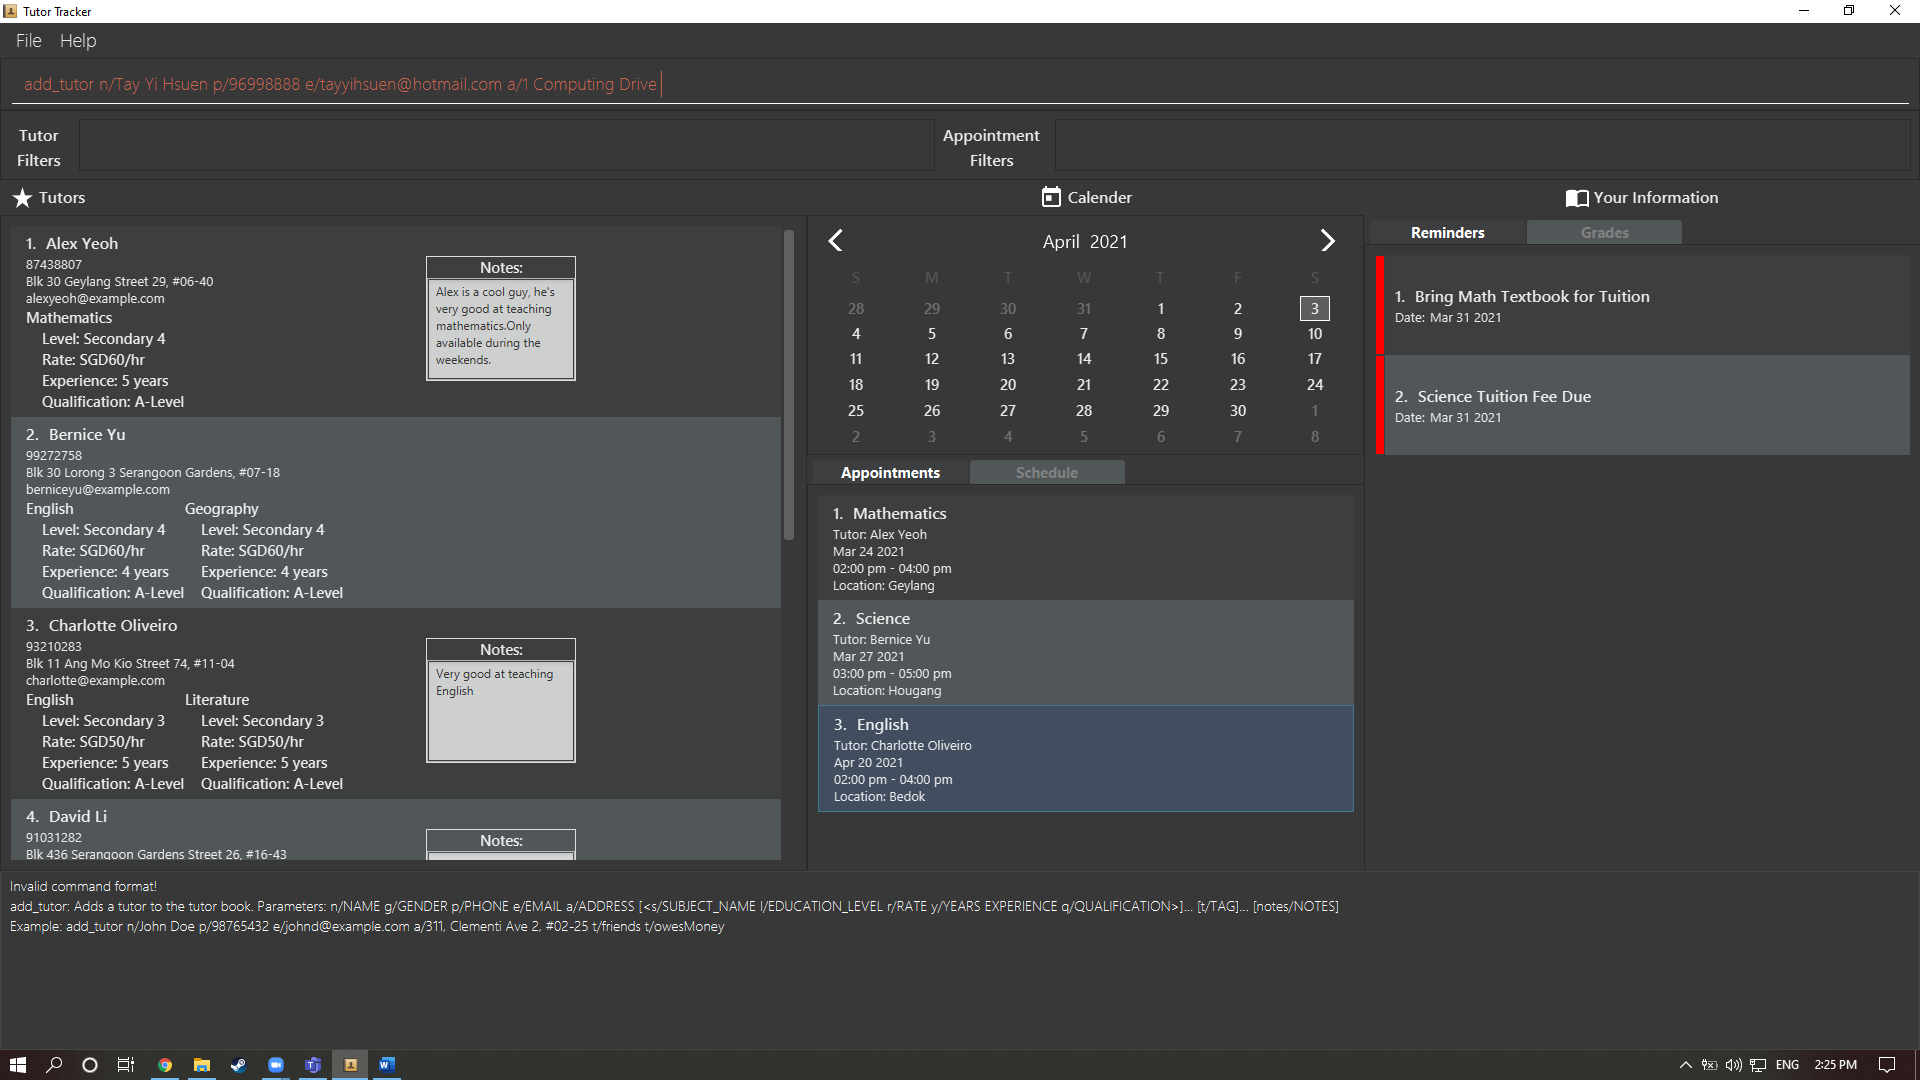 Tutor Tracker
File Help
add_tutor n/Tay Yi Hsuen p/96998888 e/tayyihsuen@hotmail.com a/1 Computing Drive
Tutor Filters
Appointment Filters
Tutors
1. Alex Yeoh
87438807
Blk 30 Geylang Street 29, #06-40
alexyeoh@example.com
Mathematics
Level: Secondary 4
Rate: SGD60/hr
Experience: 5 years
Qualification: A-Level
Notes:
Alex is a cool guy, he's
very good at teaching
mathematics.Only
available during the
weekends.
2. Bernice Yu
99272758
Blk 30 Lorong 3 Serangoon Gardens, #07-18
berniceyu@example.com
English Geography
Level: Secondary 4 Level: Secondary 4
Rate: SGD60/hr Rate: SGD60/hr
Experience: 4 years Experience: 4 years
Qualification: A-Level Qualification: A-Level
3. Charlotte Oliveiro
93210283
Blk 11 Ang Mo Kio Street 74, #11-04
charlotte@example.com
English Literature
Level: Secondary 3 Level: Secondary 3
Rate: SGD50/hr Rate: SGD50/hr
Experience: 5 years Experience: 5 years
Qualification: A-Level Qualification: A-Level
Notes:
Very good at teaching
English
4. David Li
91031282
Blk 436 Serangoon Gardens Street 26, #16-43
Notes:
Calender
April 2021
S M T W T F S
28 29 30 31 1 2 3
4 5 6 7 8 9 10
11 12 13 14 15 16 17
18 19 20 21 22 23 24
25 26 27 28 29 30 1
2 3 4 5 6 7 8
Appointments Schedule
1. Mathematics
Tutor: Alex Yeoh
Mar 24 2021
02:00 pm - 04:00 pm
Location: Geylang
2. Science
Tutor: Bernice Yu
Mar 27 2021
03:00 pm - 05:00 pm
Location: Hougang
3. English
Tutor: Charlotte Oliveiro
Apr 20 2021
02:00 pm - 04:00 pm
Location: Bedok
Your Information
Reminders Grades
1. Bring Math Textbook for Tuition
Date: Mar 31 2021
2. Science Tuition Fee Due
Date: Mar 31 2021
Invalid command format!
add_tutor: Adds a tutor to the tutor book. Parameters: n/NAME g/GENDER p/PHONE e/EMAIL a/ADDRESS [<s/SUBJECT_NAME l/EDUCATION_LEVEL r/RATE y/YEARS EXPERIENCE q/QUALIFICATION>]... [t/TAG]... [notes/NOTES]
Example: add_tutor n/John Doe p/98765432 e/johnd@example.com a/311, Clementi Ave 2, #02-25 t/friends t/owesMoney
ENG 2:25 PM